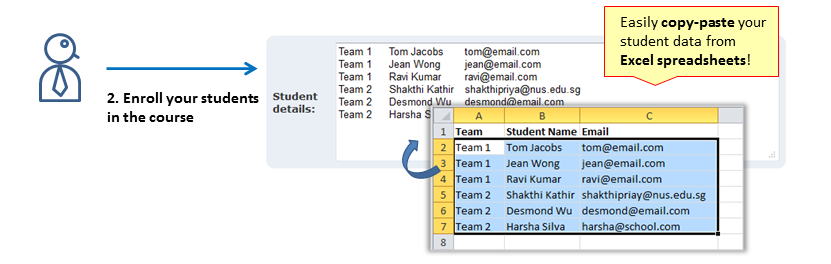 2. Enroll your students
in the course
Student
details:
Team 1 Tom Jacobs tom@email.com
Team 1 Jean Wong jean@email.com
Team 1 Ravi Kumar ravi@email.com
Team 2 Shakthi Kathir shakthipriya@nus.edu.sg
Team 2 Desmond Wu desmond@email.com
Team 2 Harsha S
Easily copy-paste your
student data from
Excel spreadsheets!
A B C
1 Team Student Name Email
2 Team 1 Tom Jacobs tom@email.com
3 Team 1 Jean Wong jean@email.com
4 Team 1 Ravi Kumar ravi@email.com
5 Team 2 Shakthi Kathir shakthipriay@nus.edu.sg
6 Team 2 Desmond Wu desmond@email.com
7 Team 2 Harsha Silva harsha@school.com
8